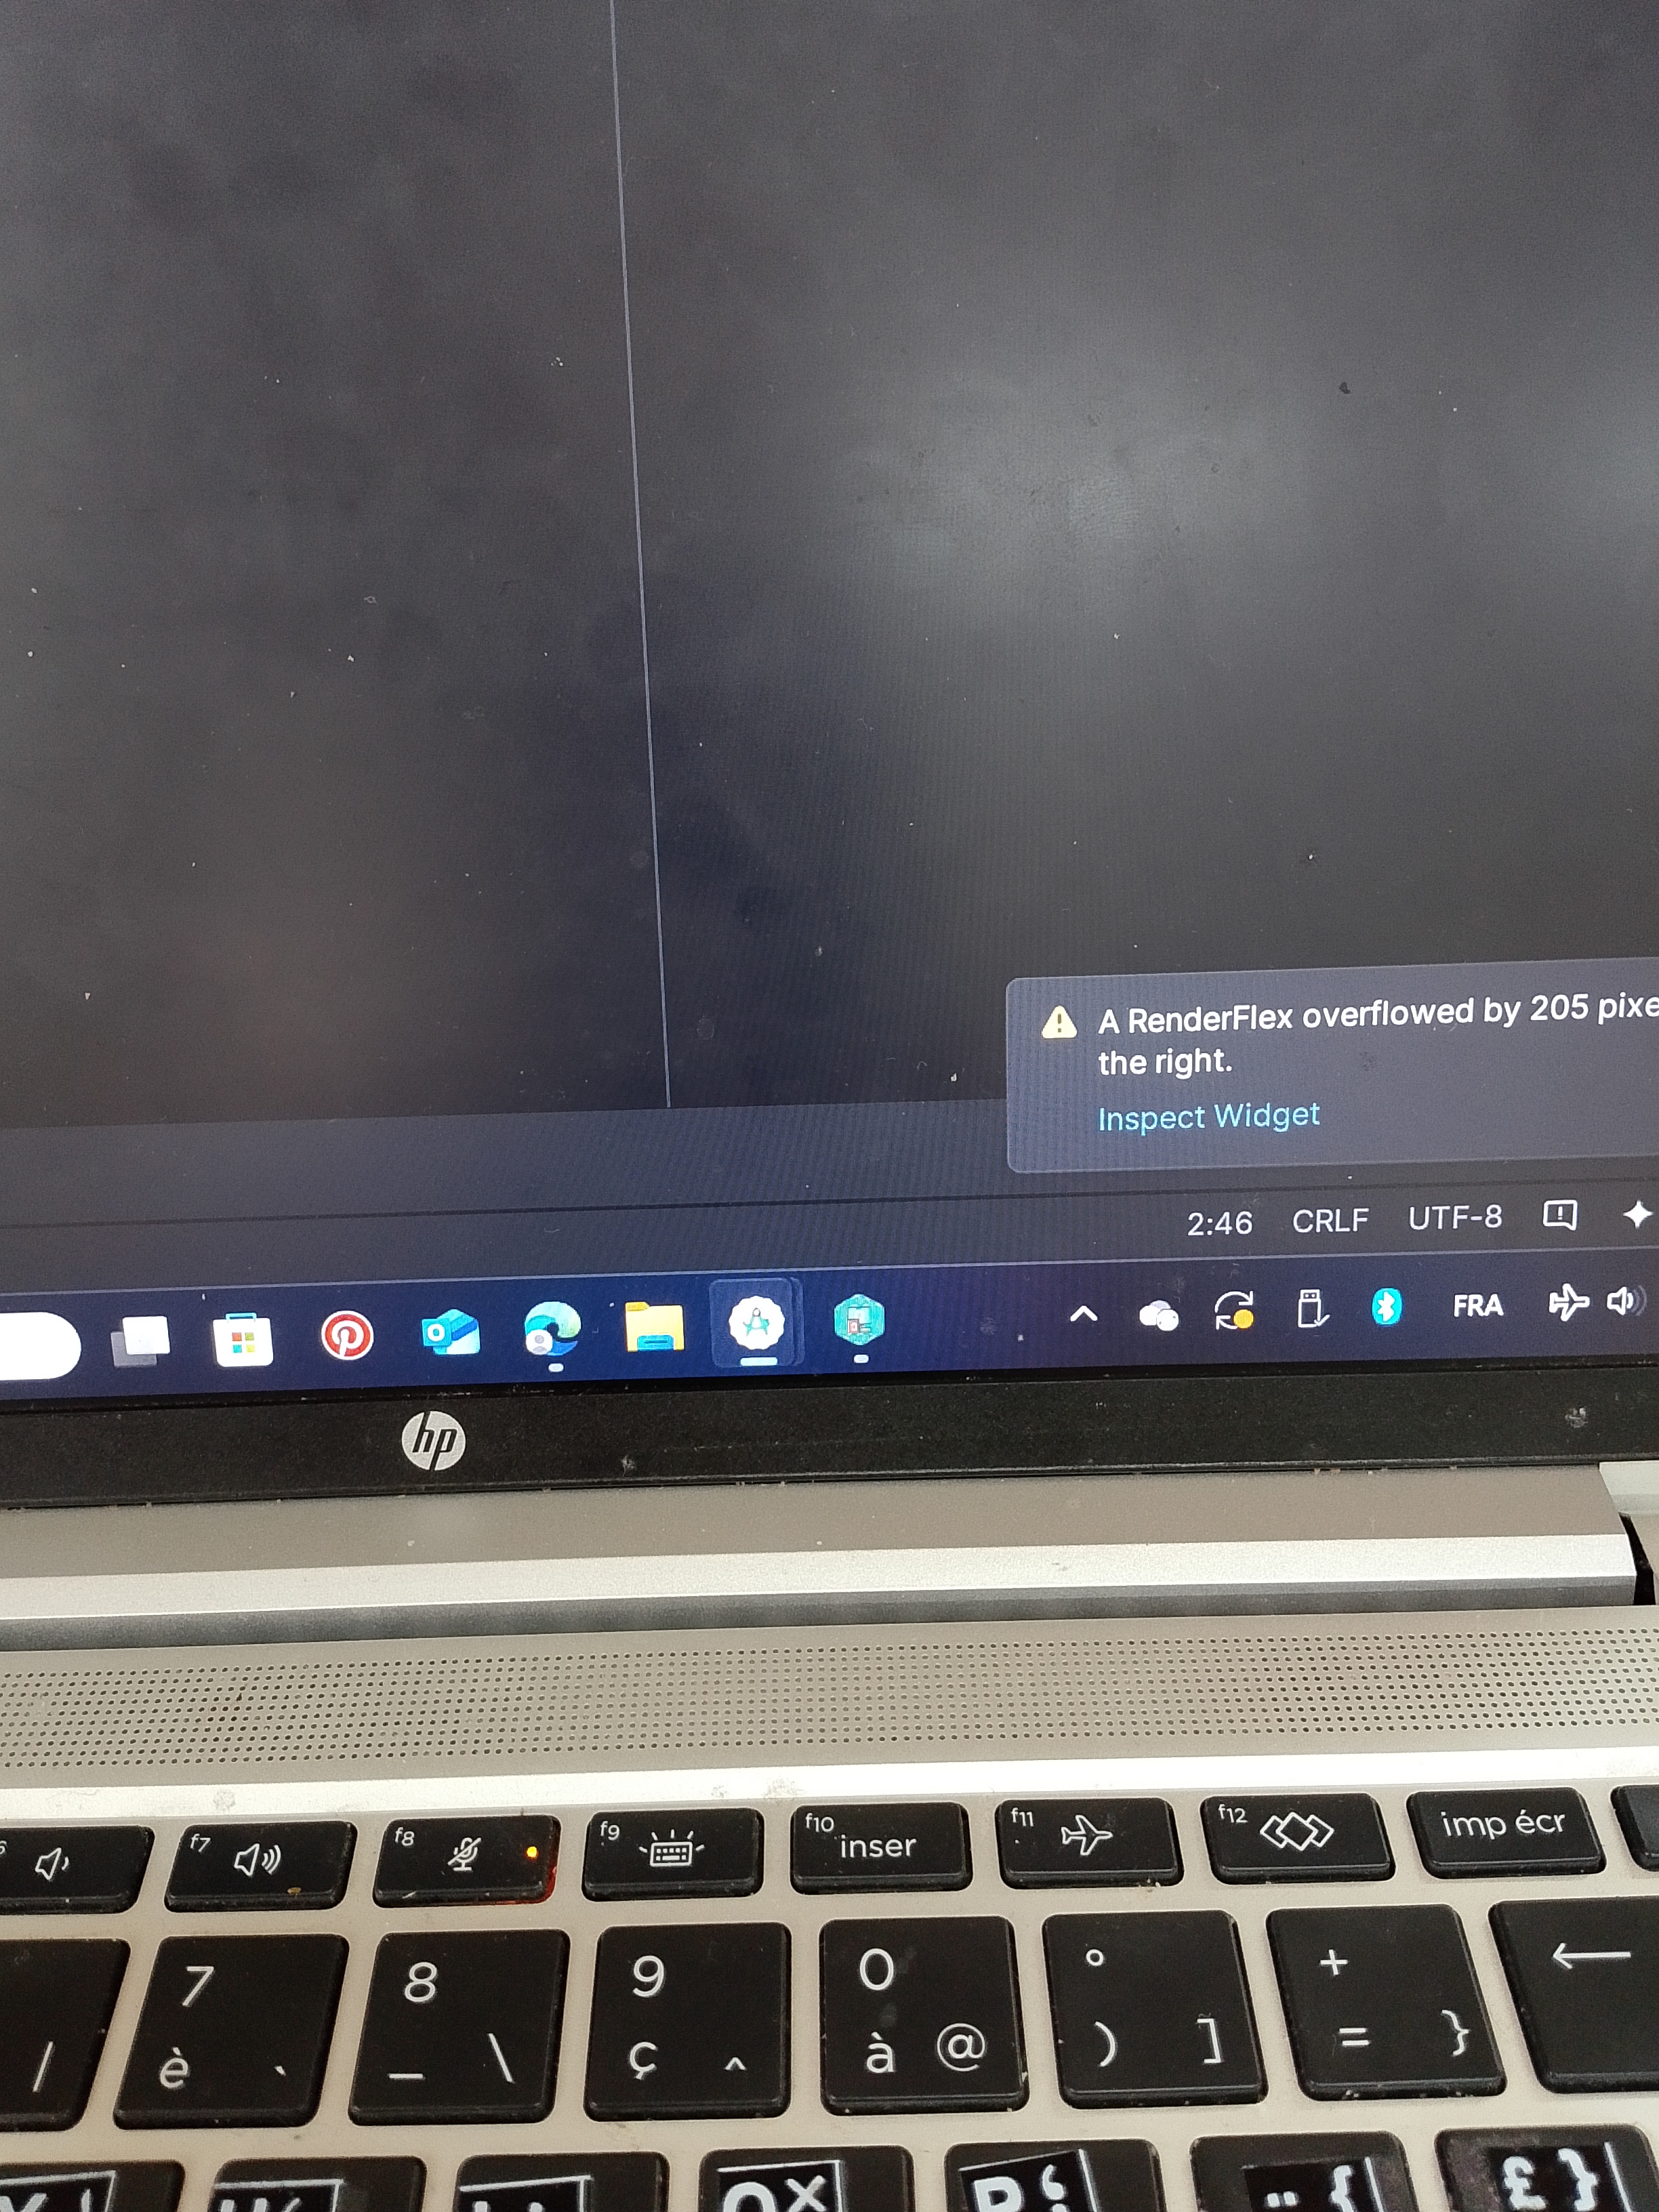 A RenderFlex overflowed by 205
the right.
Inspect Widget
2:46 CRLF UTF-8
FRA
hp
f7 f8 f9 f10 inser f11 f12 imp écr
7 8 9 0 ° +
/ è ` _ \ ç ^ à @ ) ] = }
" { £ }